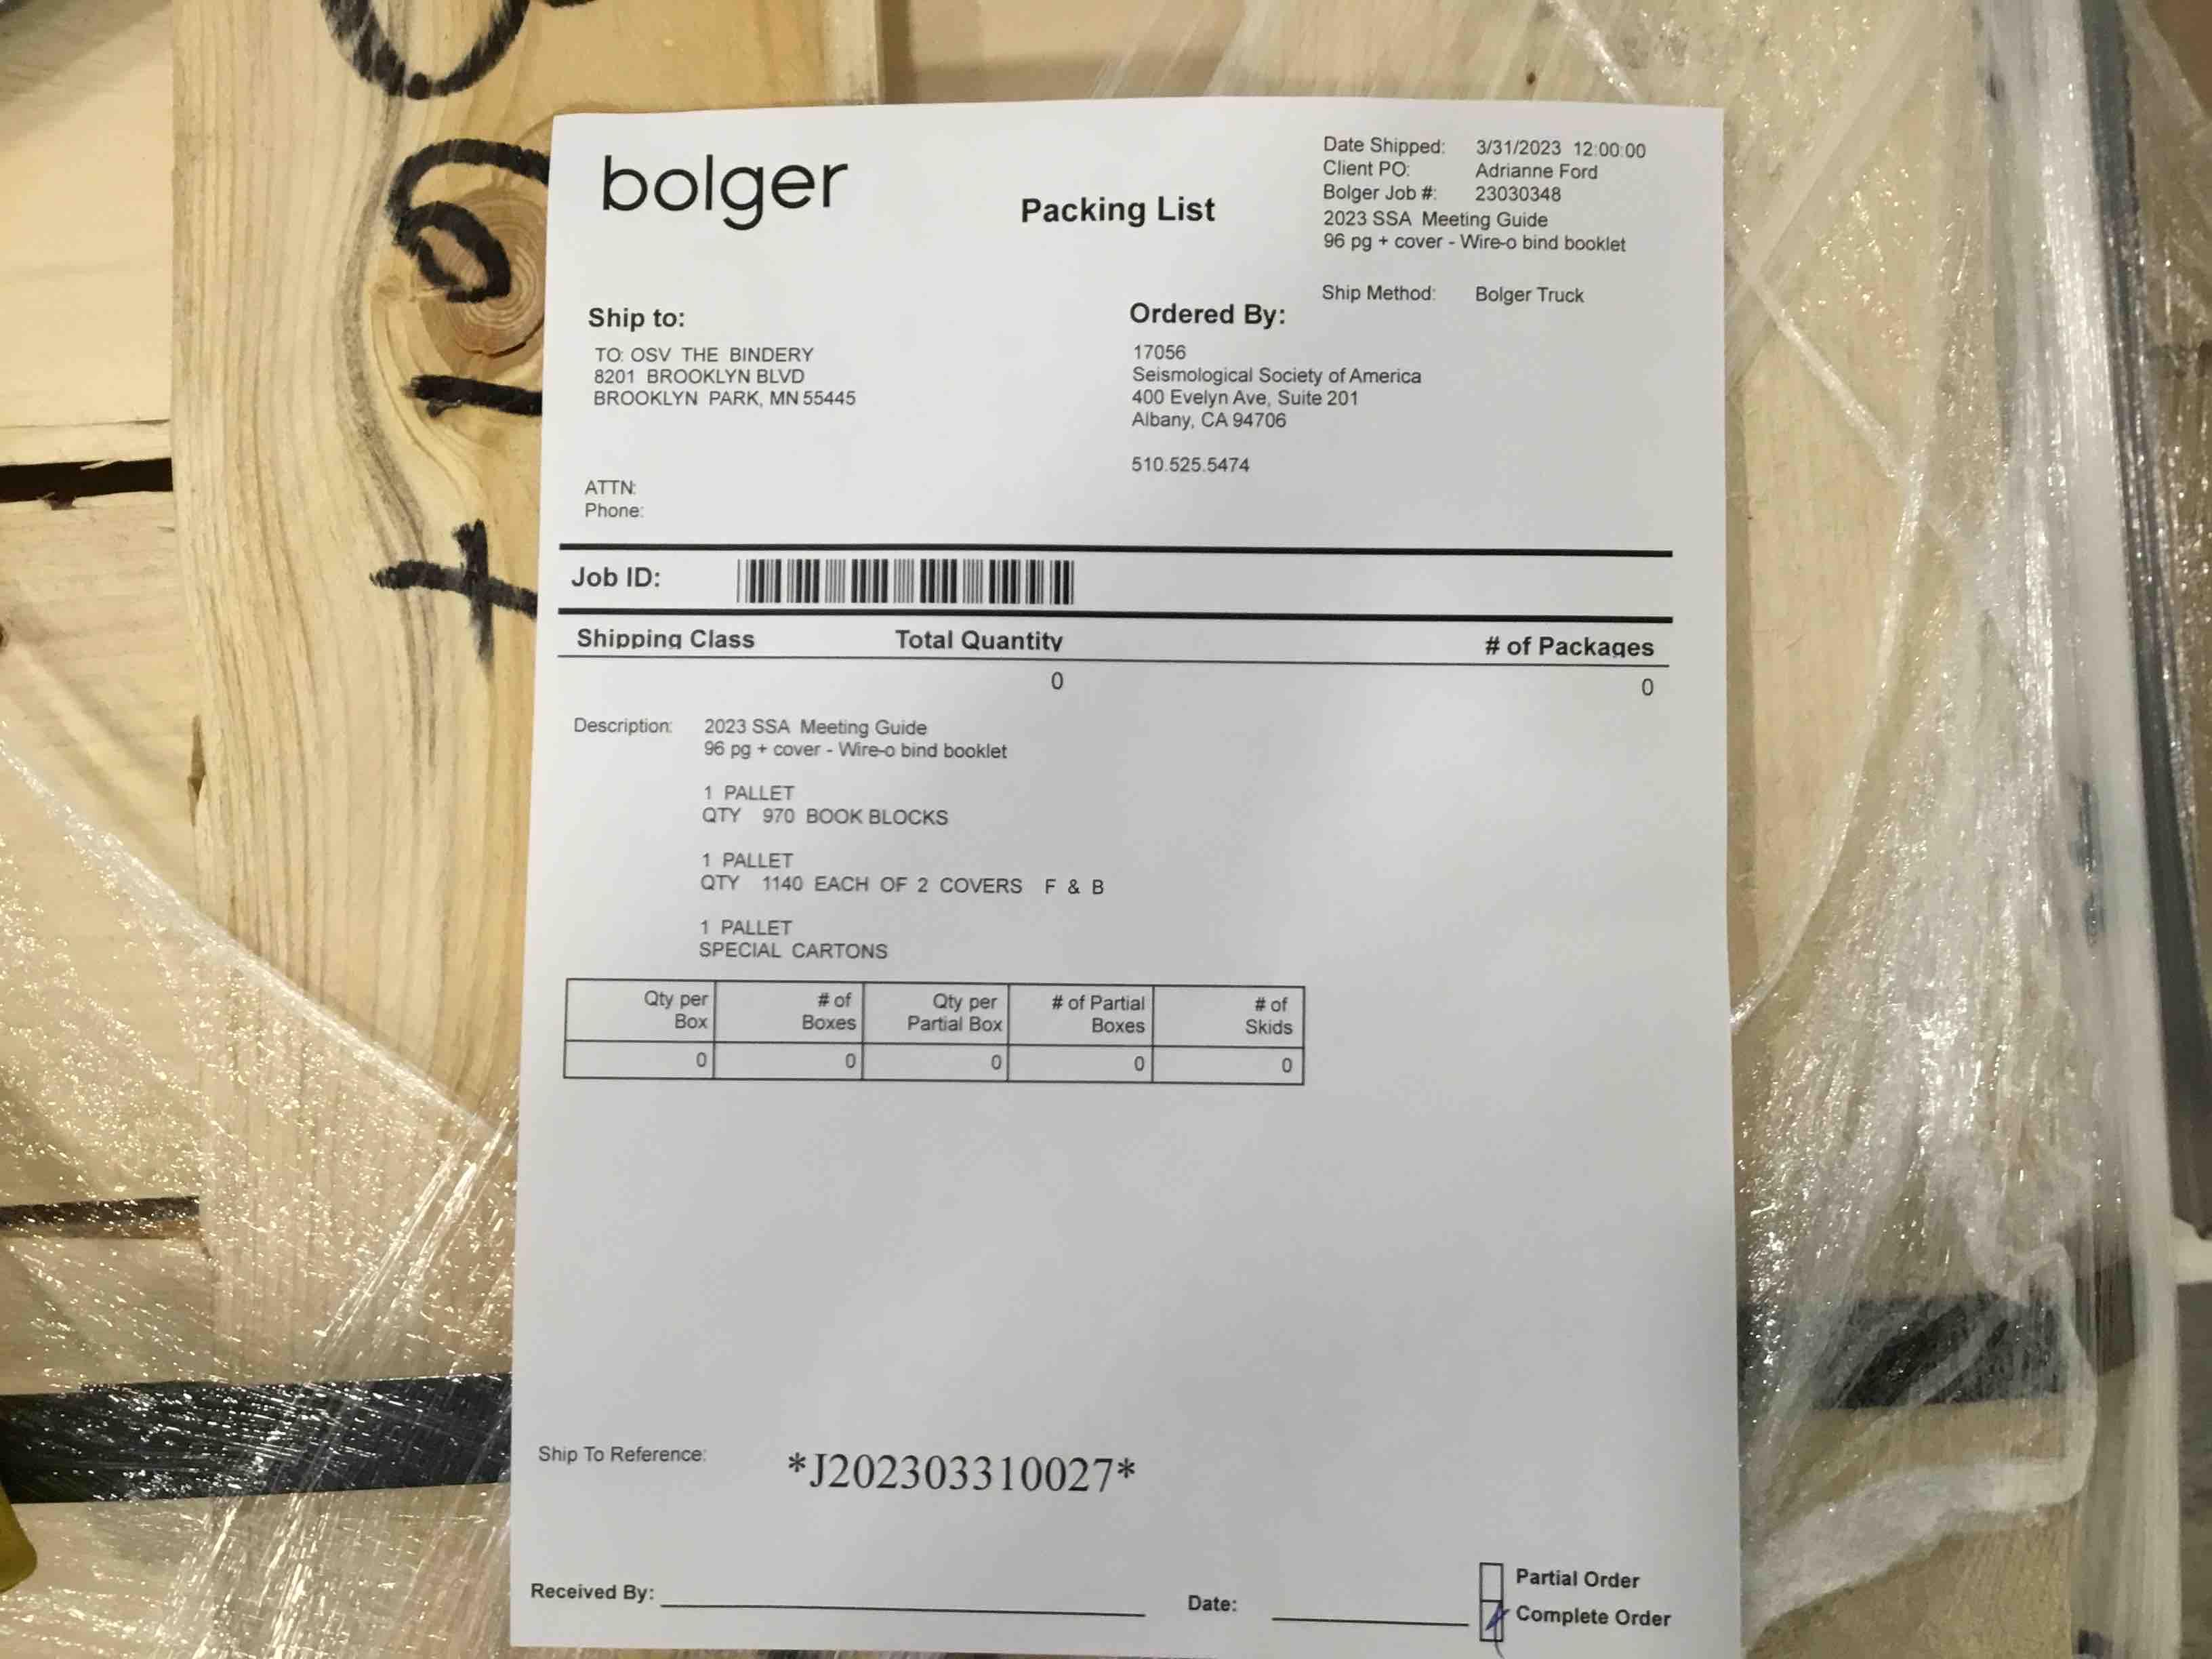 bolger
Packing List
Date Shipped: 3/31/2023 12:00:00
Client PO: Adrianne Ford
Bolger Job #: 23030348
2023 SSA Meeting Guide
96 pg + cover - Wire-o bind booklet
Ship Method: Bolger Truck
Ship to:
TO: OSV THE BINDERY
8201 BROOKLYN BLVD
BROOKLYN PARK, MN 55445
ATTN:
Phone:
Ordered By:
17056
Seismological Society of America
400 Evelyn Ave, Suite 201
Albany, CA 94706
510.525.5474
Job ID:
Shipping Class Total Quantity # of Packages
0 0
Description: 2023 SSA Meeting Guide
96 pg + cover - Wire-o bind booklet
1 PALLET
QTY 970 BOOK BLOCKS
1 PALLET
QTY 1140 EACH OF 2 COVERS F & B
1 PALLET
SPECIAL CARTONS
Qty per Box # of Boxes Qty per Partial Box # of Partial Boxes # of Skids
0 0 0 0 0
Ship To Reference: *J202303310027*
Received By: Date:
Partial Order
Complete Order